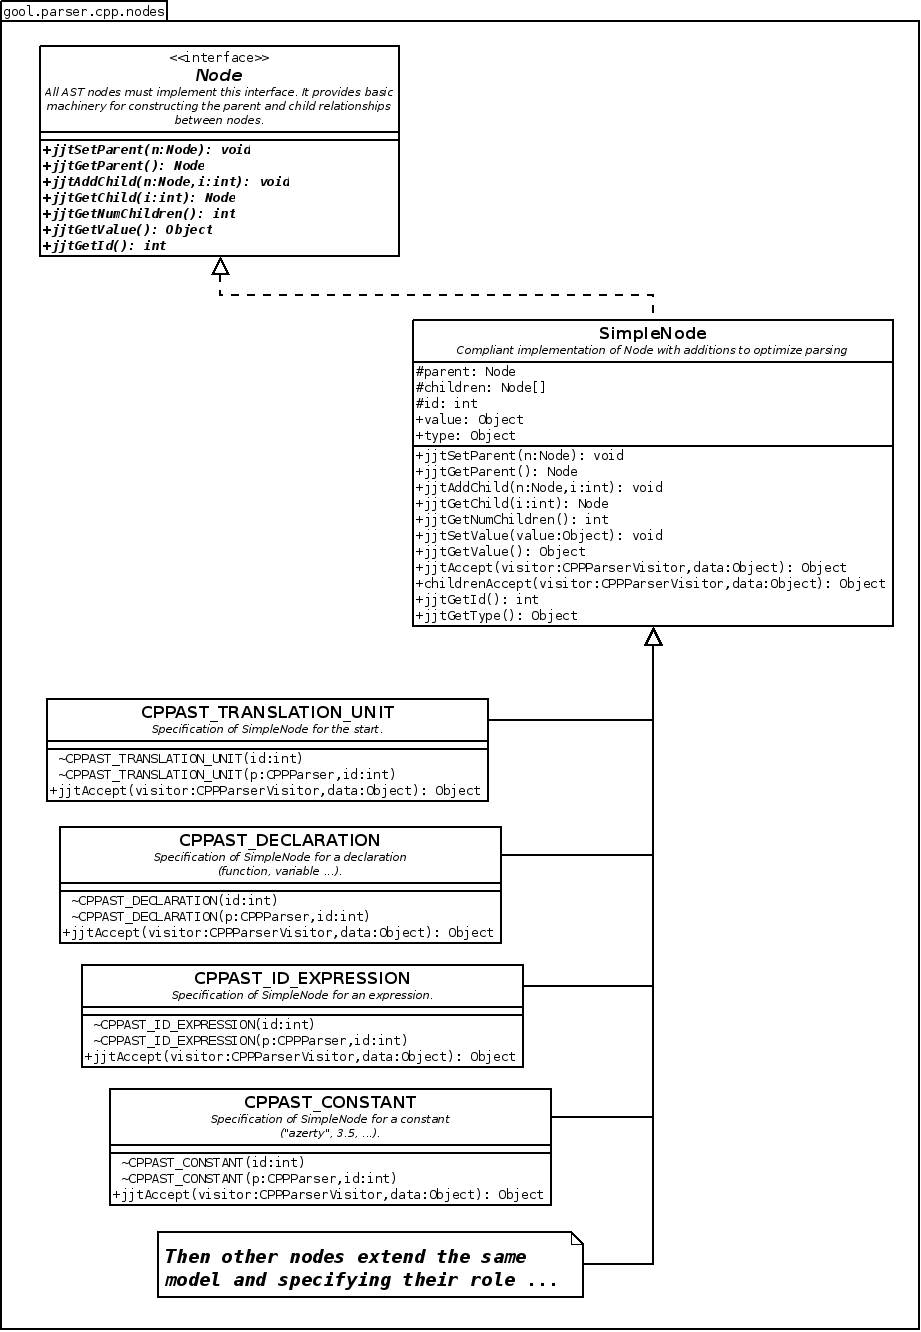 gool.parser.cpp.nodes
<<interface>>
Node
All AST nodes must implement this interface. It provides basic
machinery for constructing the parent and child relationships
between nodes.
+jjtSetParent(n:Node): void
+jjtGetParent(): Node
+jjtAddChild(n:Node,i:int): void
+jjtGetChild(i:int): Node
+jjtGetNumChildren(): int
+jjtGetValue(): Object
+jjtGetId(): int
SimpleNode
Compliant implementation of Node with additions to optimize parsing
#parent: Node
#children: Node[]
#id: int
+value: Object
+type: Object
+jjtSetParent(n:Node): void
+jjtGetParent(): Node
+jjtAddChild(n:Node,i:int): void
+jjtGetChild(i:int): Node
+jjtGetNumChildren(): int
+jjtSetValue(value:Object): void
+jjtGetValue(): Object
+jjtAccept(visitor:CPPParserVisitor,data:Object): Object
+childrenAccept(visitor:CPPParserVisitor,data:Object): Object
+jjtGetId(): int
+jjtGetType(): Object
CPPAST_TRANSLATION_UNIT
Specification of SimpleNode for the start.
~CPPAST_TRANSLATION_UNIT(id:int)
~CPPAST_TRANSLATION_UNIT(p:CPPParser,id:int)
+jjtAccept(visitor:CPPParserVisitor,data:Object): Object
CPPAST_DECLARATION
Specification of SimpleNode for a declaration
(function, variable ...).
~CPPAST_DECLARATION(id:int)
~CPPAST_DECLARATION(p:CPPParser,id:int)
+jjtAccept(visitor:CPPParserVisitor,data:Object): Object
CPPAST_ID_EXPRESSION
Specification of SimpleNode for an expression.
~CPPAST_ID_EXPRESSION(id:int)
~CPPAST_ID_EXPRESSION(p:CPPParser,id:int)
+jjtAccept(visitor:CPPParserVisitor,data:Object): Object
CPPAST_CONSTANT
Specification of SimpleNode for a constant
("azerty", 3.5, ...).
~CPPAST_CONSTANT(id:int)
~CPPAST_CONSTANT(p:CPPParser,id:int)
+jjtAccept(visitor:CPPParserVisitor,data:Object): Object
Then other nodes extend the same
model and specifying their role ...